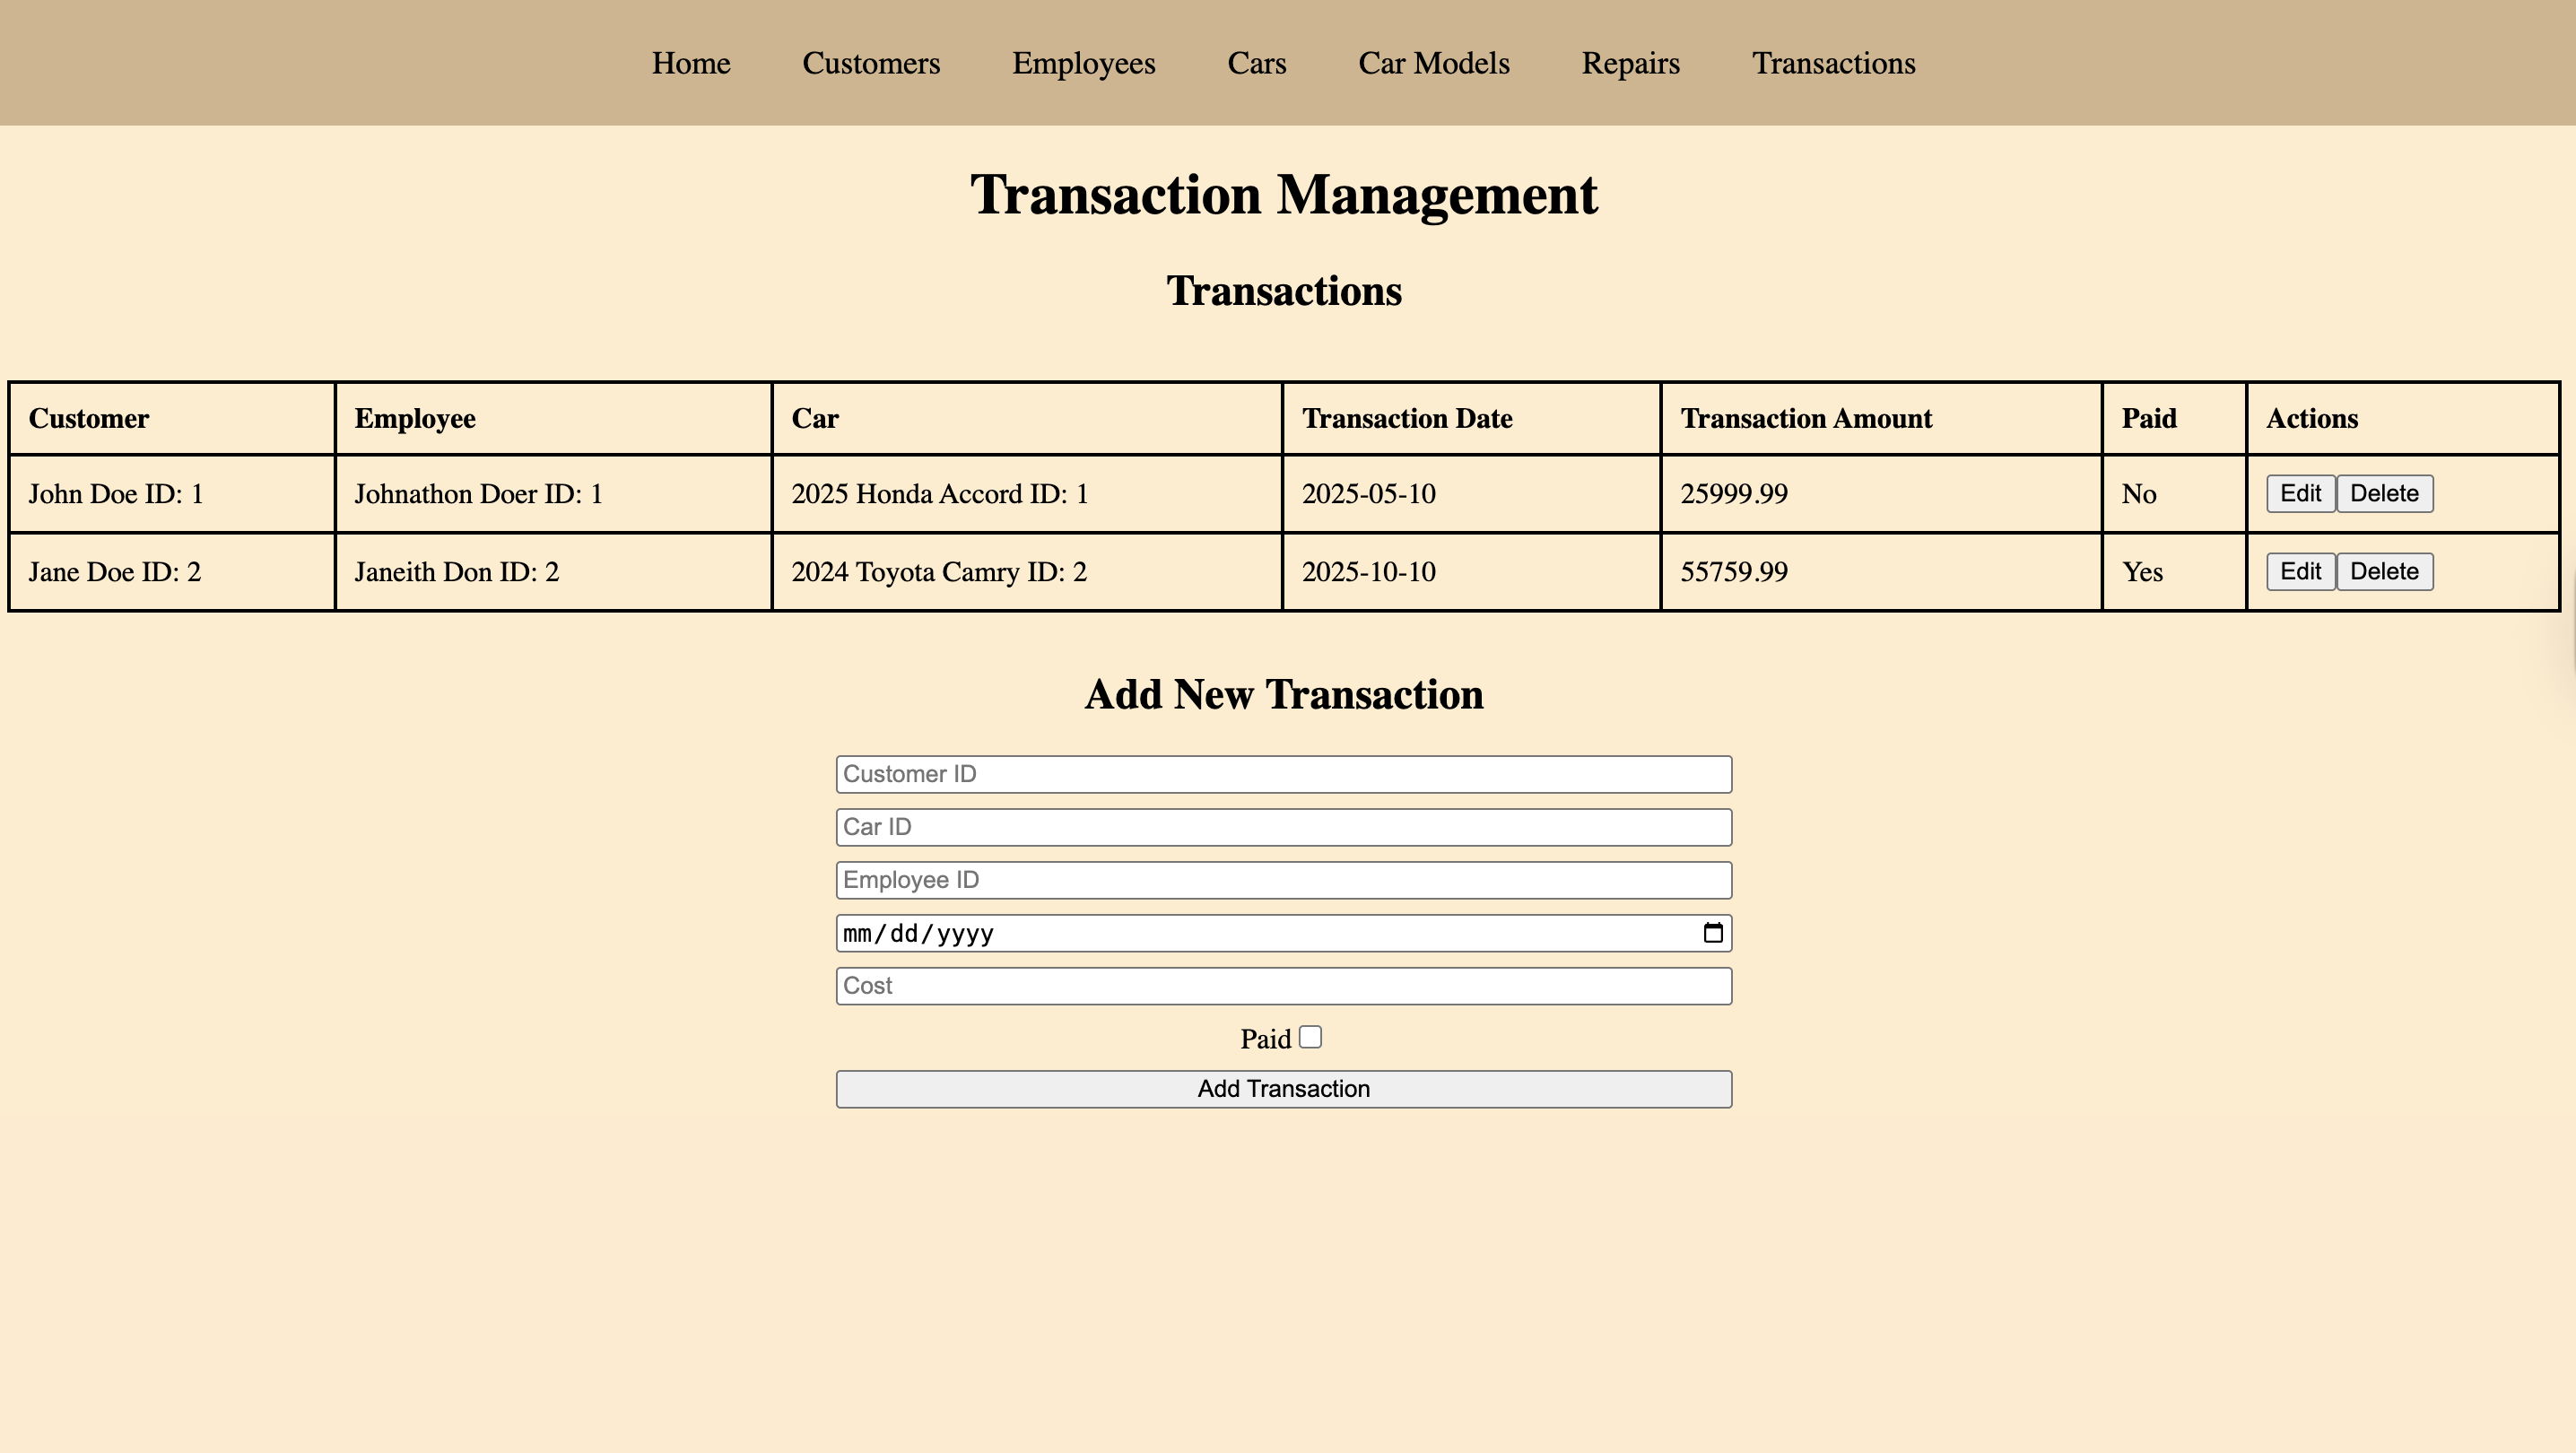 Home Customers Employees Cars Car Models Repairs Transactions
Transaction Management
Transactions
Customer Employee Car Transaction Date Transaction Amount Paid Actions
John Doe ID: 1 Johnathon Doer ID: 1 2025 Honda Accord ID: 1 2025-05-10 25999.99 No Edit Delete
Jane Doe ID: 2 Janeith Don ID: 2 2024 Toyota Camry ID: 2 2025-10-10 55759.99 Yes Edit Delete
Add New Transaction
Customer ID
Car ID
Employee ID
mm/dd/yyyy
Cost
Paid
Add Transaction